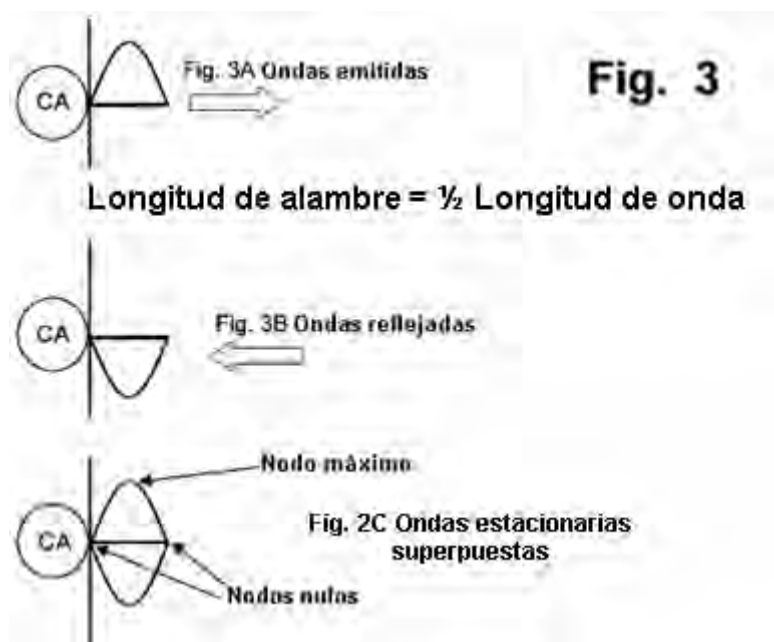 Fig. 3A Ondas emitidas
Fig. 3
CA
Longitud de alambre = ½ Longitud de onda
CA
Fig. 3B Ondas reflejadas
Nodo máximo
CA
Fig. 2C Ondas estacionarias
superpuestas
Nodos nulos